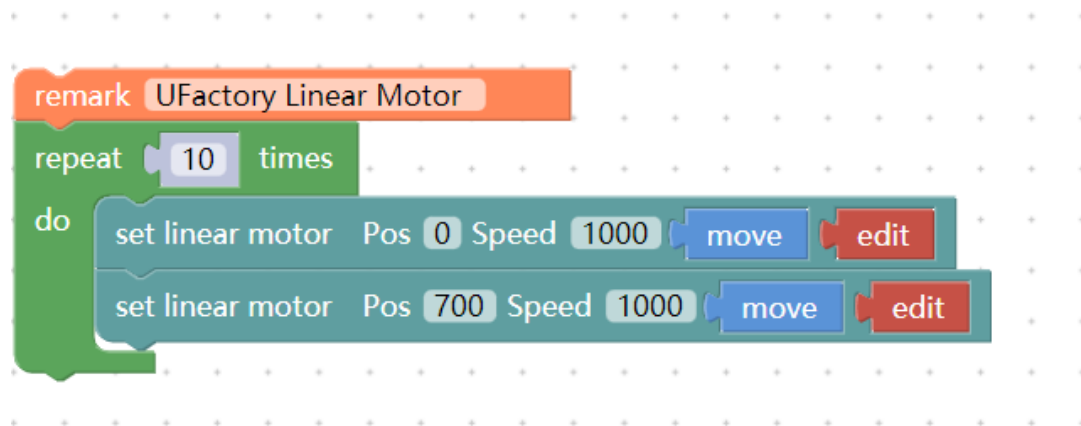 remark UFactory Linear Motor
repeat 10 times
do
set linear motor Pos 0 Speed 1000 move edit
set linear motor Pos 700 Speed 1000 move edit